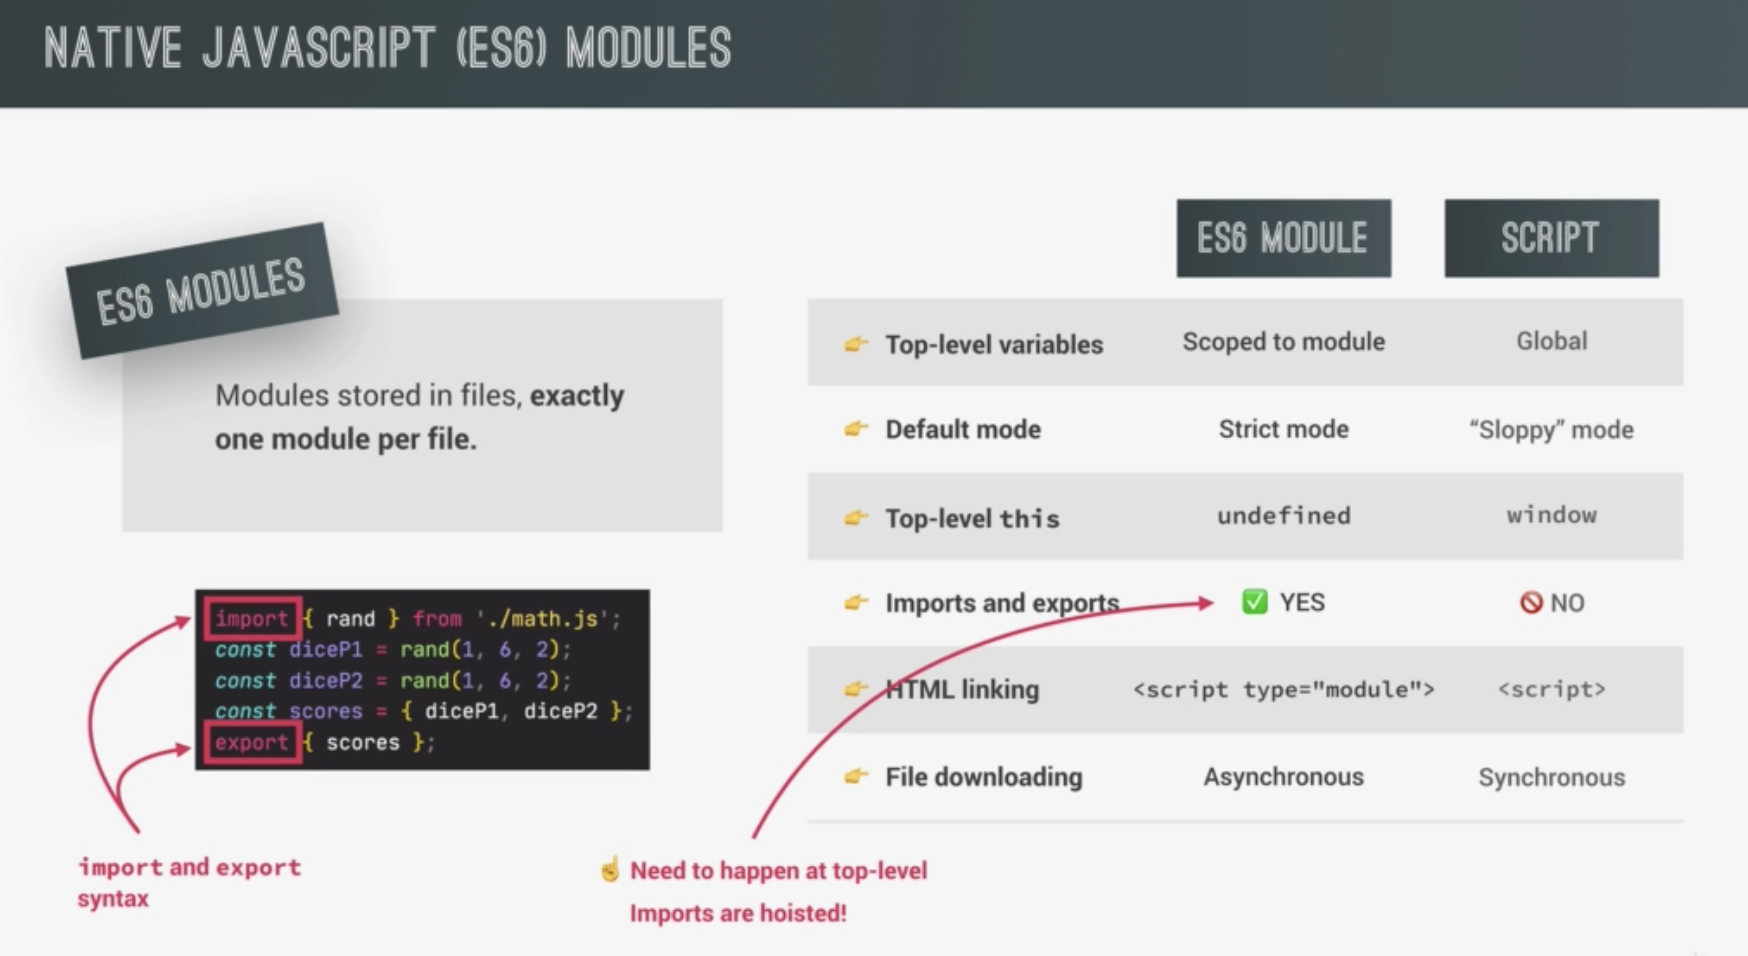 NATIVE JAVASCRIPT (ES6) MODULES
ES6 MODULES
Modules stored in files, exactly
one module per file.
import { rand } from './math.js';
const diceP1 = rand(1, 6, 2);
const diceP2 = rand(1, 6, 2);
const scores = { diceP1, diceP2 };
export { scores };
import and export
syntax
ES6 MODULE SCRIPT
👉 Top-level variables Scoped to module Global
👉 Default mode Strict mode “Sloppy” mode
👉 Top-level this undefined window
👉 Imports and exports ✅ YES 🚫 NO
👉 HTML linking <script type="module"> <script>
👉 File downloading Asynchronous Synchronous
☝ Need to happen at top-level
Imports are hoisted!